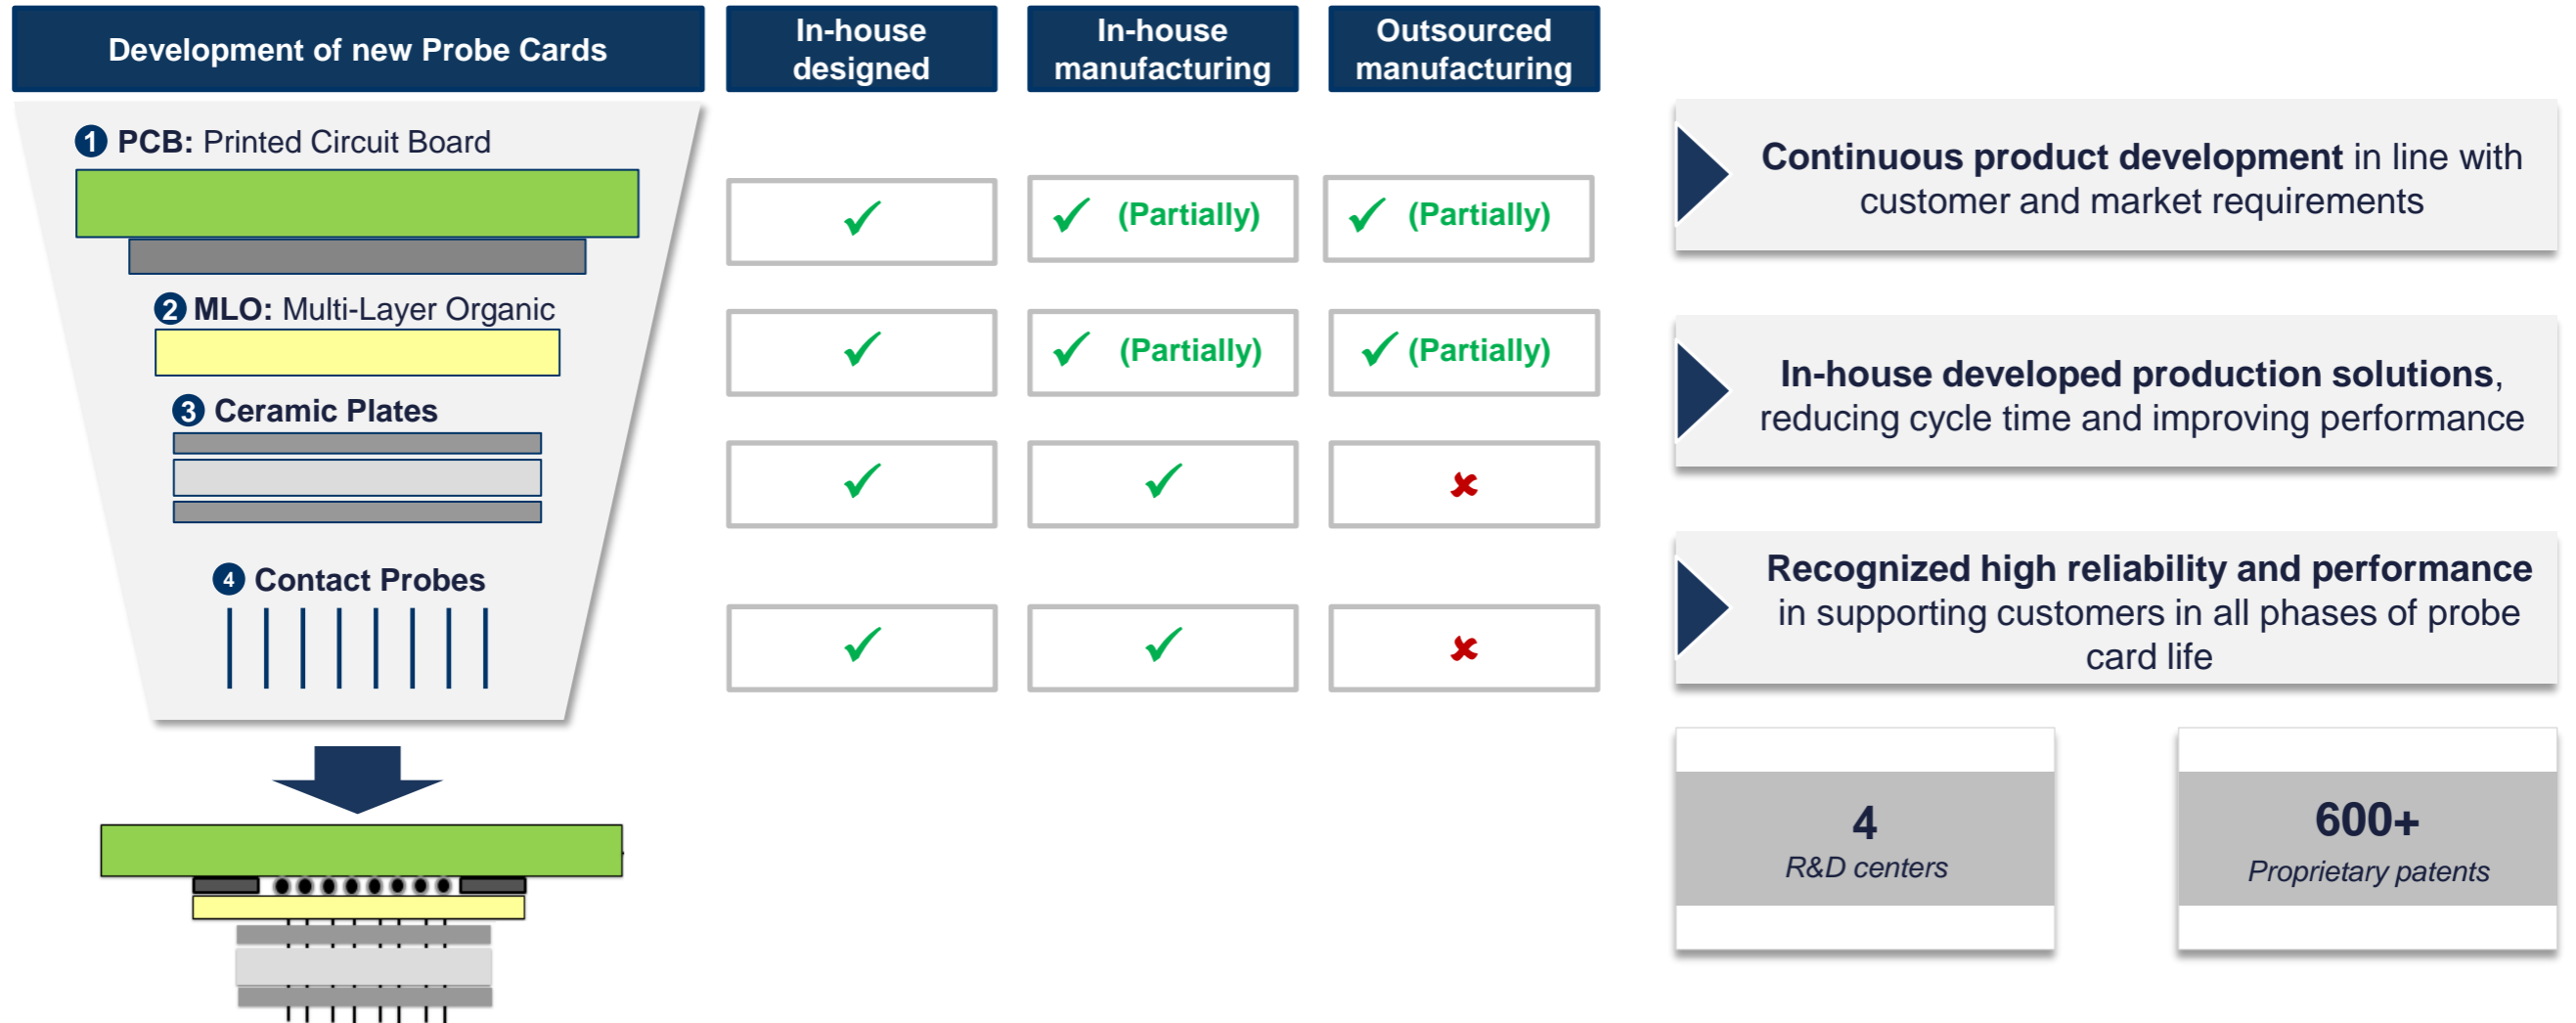 Development of new Probe Cards
In-house
designed
In-house
manufacturing
Outsourced
manufacturing
1 PCB: Printed Circuit Board
✓
✓ (Partially)
✓ (Partially)
2 MLO: Multi-Layer Organic
✓
✓ (Partially)
✓ (Partially)
3 Ceramic Plates
✓
✓
✘
4 Contact Probes
✓
✓
✘
Continuous product development in line with
customer and market requirements
In-house developed production solutions,
reducing cycle time and improving performance
Recognized high reliability and performance
in supporting customers in all phases of probe
card life
4
R&D centers
600+
Proprietary patents